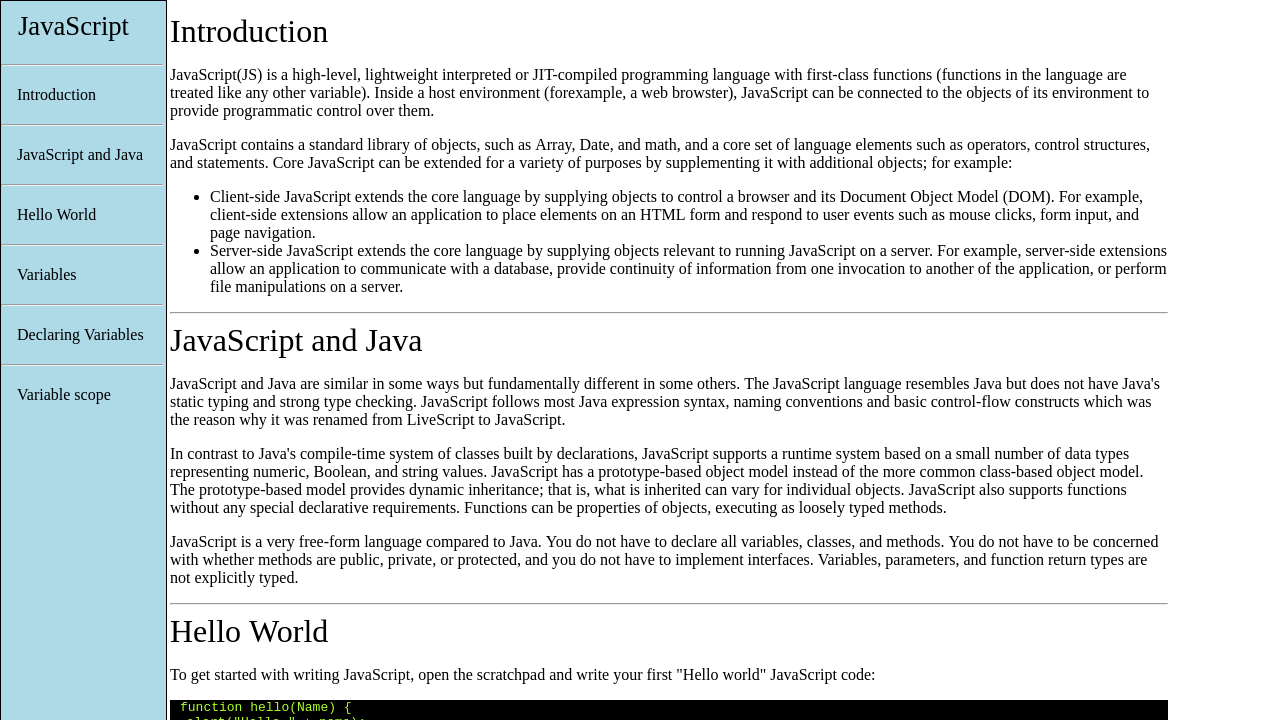 JavaScript
Introduction
JavaScript and Java
Hello World
Variables
Declaring Variables
Variable scope
Introduction
JavaScript(JS) is a high-level, lightweight interpreted or JIT-compiled programming language with first-class functions (functions in the language are
treated like any other variable). Inside a host environment (forexample, a web browster), JavaScript can be connected to the objects of its environment to
provide programmatic control over them.
JavaScript contains a standard library of objects, such as Array, Date, and math, and a core set of language elements such as operators, control structures,
and statements. Core JavaScript can be extended for a variety of purposes by supplementing it with additional objects; for example:
• Client-side JavaScript extends the core language by supplying objects to control a browser and its Document Object Model (DOM). For example,
client-side extensions allow an application to place elements on an HTML form and respond to user events such as mouse clicks, form input, and
page navigation.
• Server-side JavaScript extends the core language by supplying objects relevant to running JavaScript on a server. For example, server-side extensions
allow an application to communicate with a database, provide continuity of information from one invocation to another of the application, or perform
file manipulations on a server.
JavaScript and Java
JavaScript and Java are similar in some ways but fundamentally different in some others. The JavaScript language resembles Java but does not have Java's
static typing and strong type checking. JavaScript follows most Java expression syntax, naming conventions and basic control-flow constructs which was
the reason why it was renamed from LiveScript to JavaScript.
In contrast to Java's compile-time system of classes built by declarations, JavaScript supports a runtime system based on a small number of data types
representing numeric, Boolean, and string values. JavaScript has a prototype-based object model instead of the more common class-based object model.
The prototype-based model provides dynamic inheritance; that is, what is inherited can vary for individual objects. JavaScript also supports functions
without any special declarative requirements. Functions can be properties of objects, executing as loosely typed methods.
JavaScript is a very free-form language compared to Java. You do not have to declare all variables, classes, and methods. You do not have to be concerned
with whether methods are public, private, or protected, and you do not have to implement interfaces. Variables, parameters, and function return types are
not explicitly typed.
Hello World
To get started with writing JavaScript, open the scratchpad and write your first "Hello world" JavaScript code:
function hello(Name) {
alert("Hello " + name);